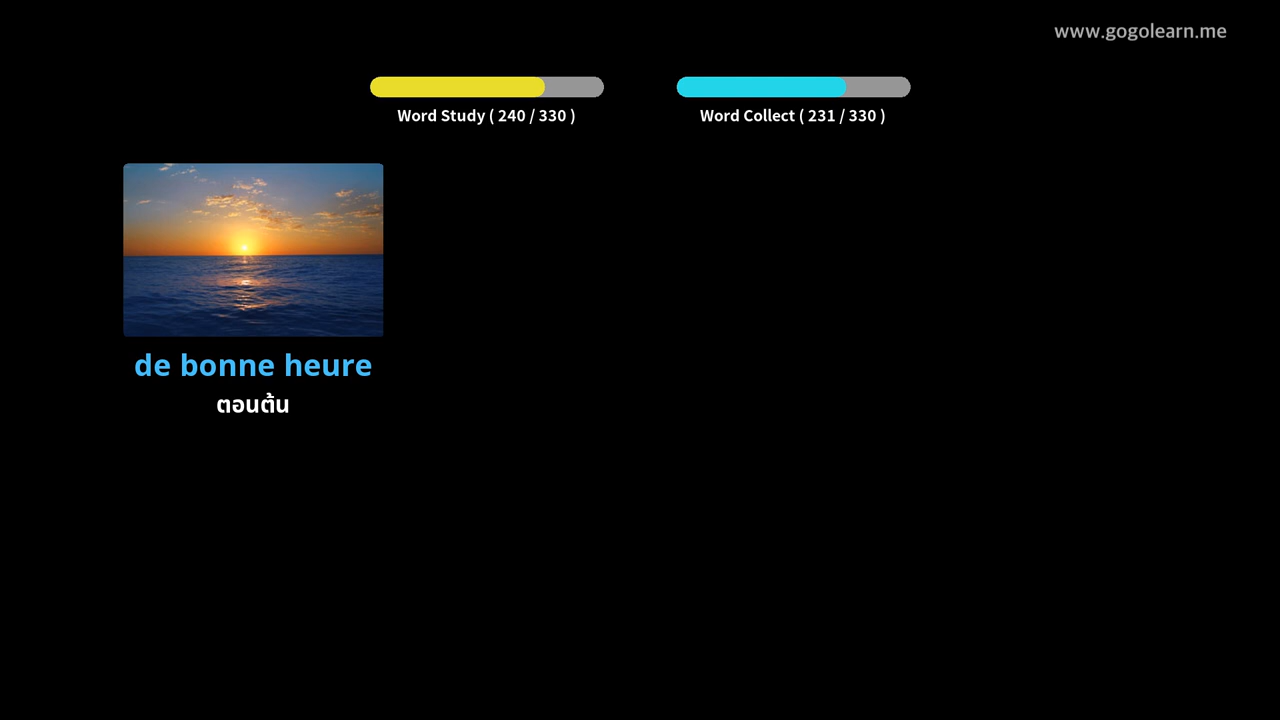 www.gogolearn.me
Word Study ( 240 / 330 )
Word Collect ( 231 / 330 )
de bonne heure
ตอนต้น